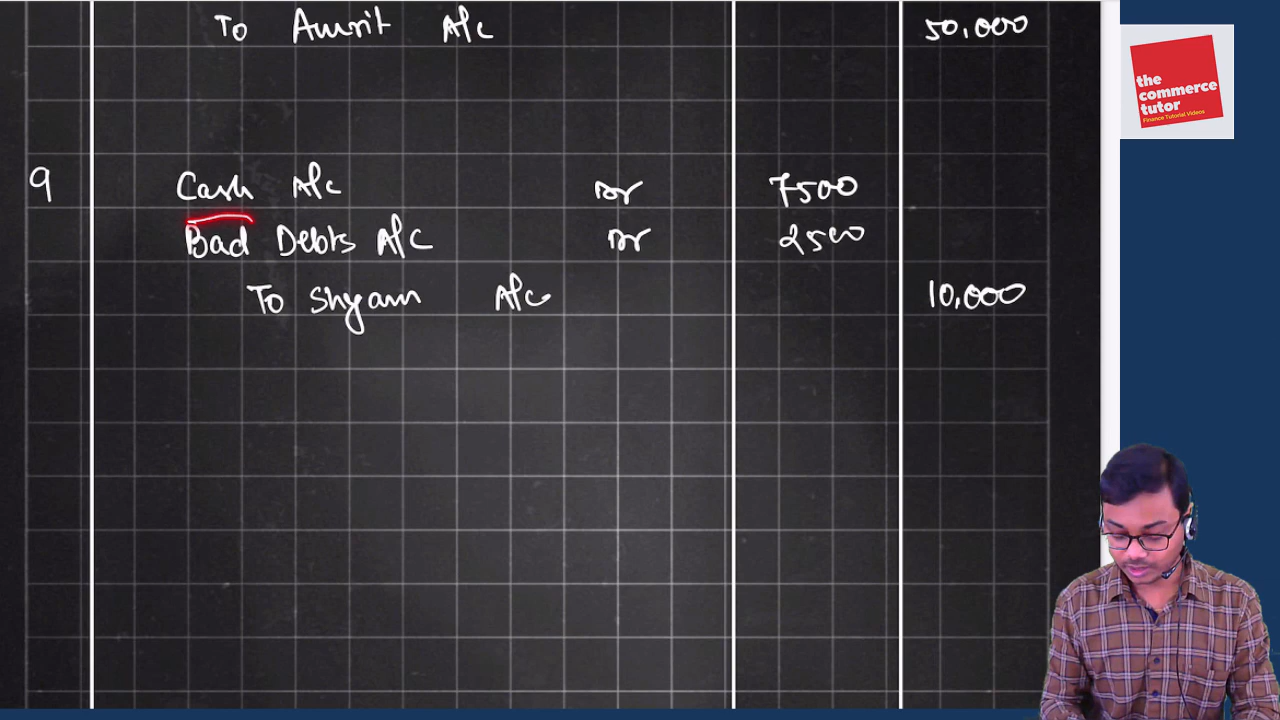 To Amrit A/c 50,000
9 Cash A/c Dr 7500
Bad Debts A/c Dr 2500
To Shyam A/c 10,000
the
commerce
tutor
Finance Tutorial Videos